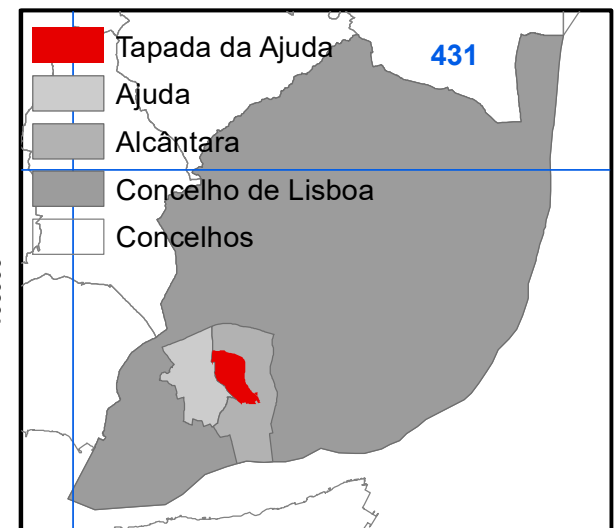 Tapada da Ajuda
431
Ajuda
Alcântara
Concelho de Lisboa
Concelhos